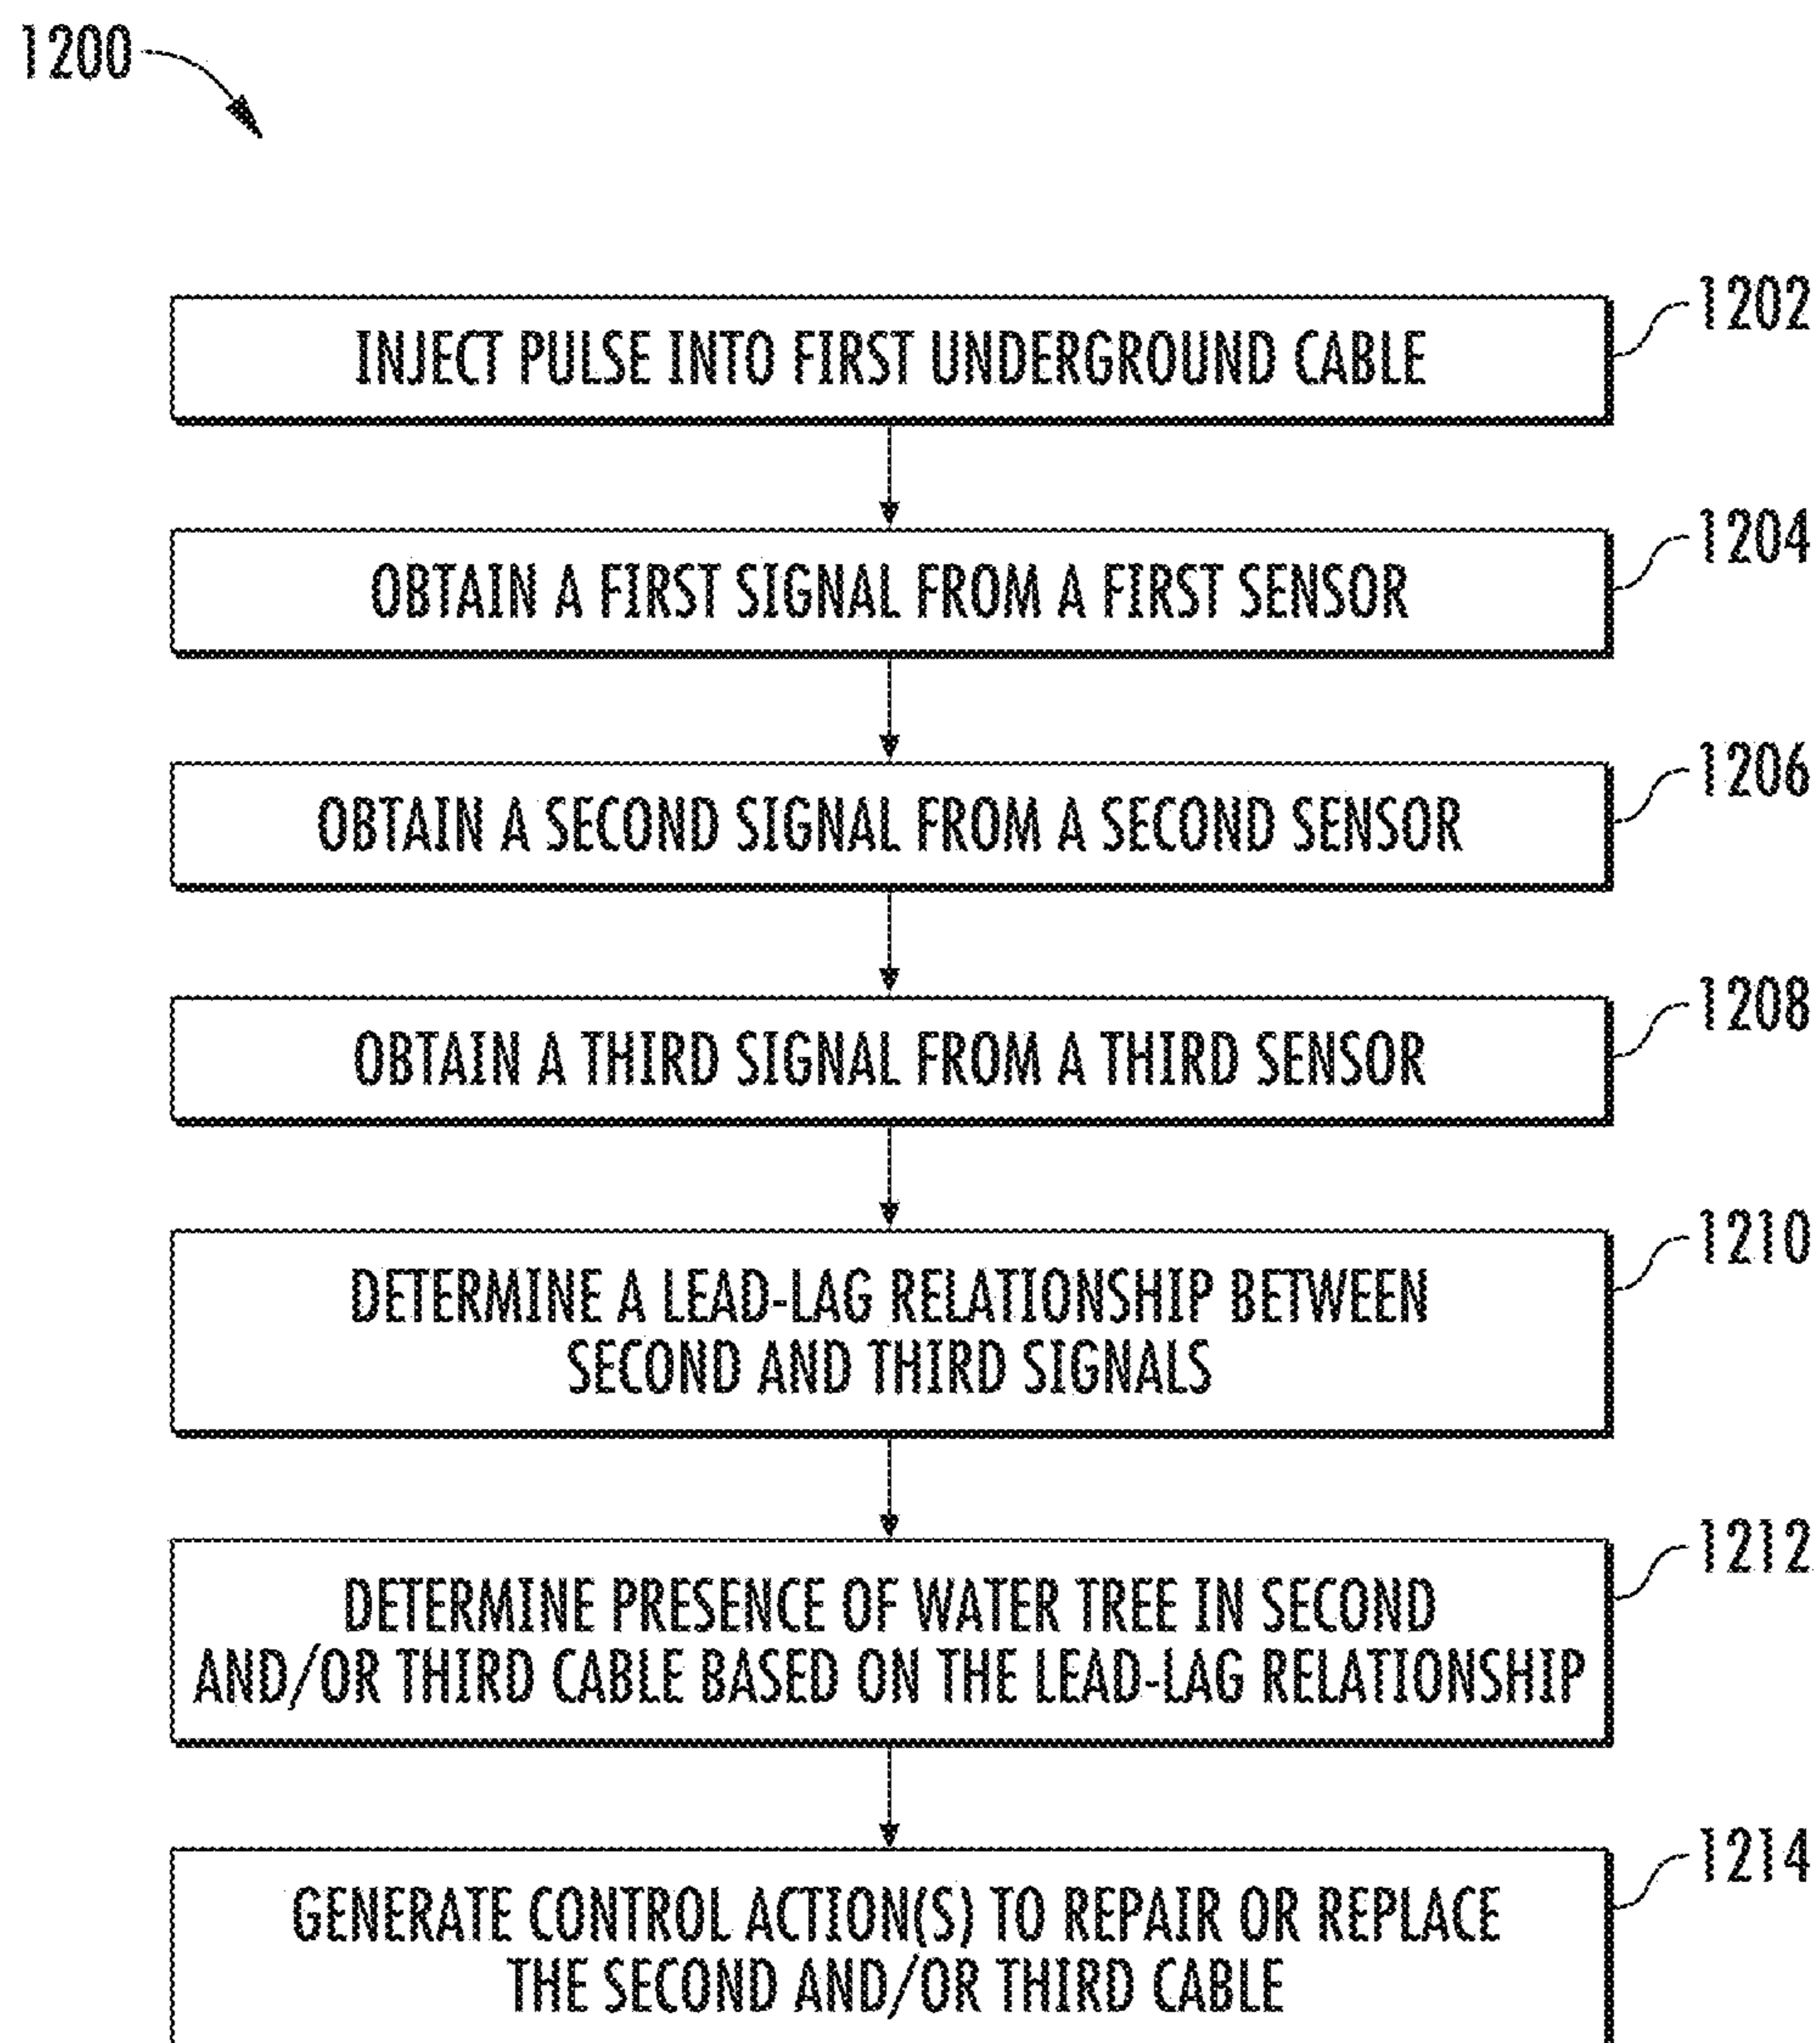 1200
INJECT PULSE INTO FIRST UNDERGROUND CABLE
1202
OBTAIN A FIRST SIGNAL FROM A FIRST SENSOR
1204
OBTAIN A SECOND SIGNAL FROM A SECOND SENSOR
1206
OBTAIN A THIRD SIGNAL FROM A THIRD SENSOR
1208
DETERMINE A LEAD-LAG RELATIONSHIP BETWEEN
SECOND AND THIRD SIGNALS
1210
DETERMINE PRESENCE OF WATER TREE IN SECOND
AND/OR THIRD CABLE BASED ON THE LEAD-LAG RELATIONSHIP
1212
GENERATE CONTROL ACTION(S) TO REPAIR OR REPLACE
THE SECOND AND/OR THIRD CABLE
1214